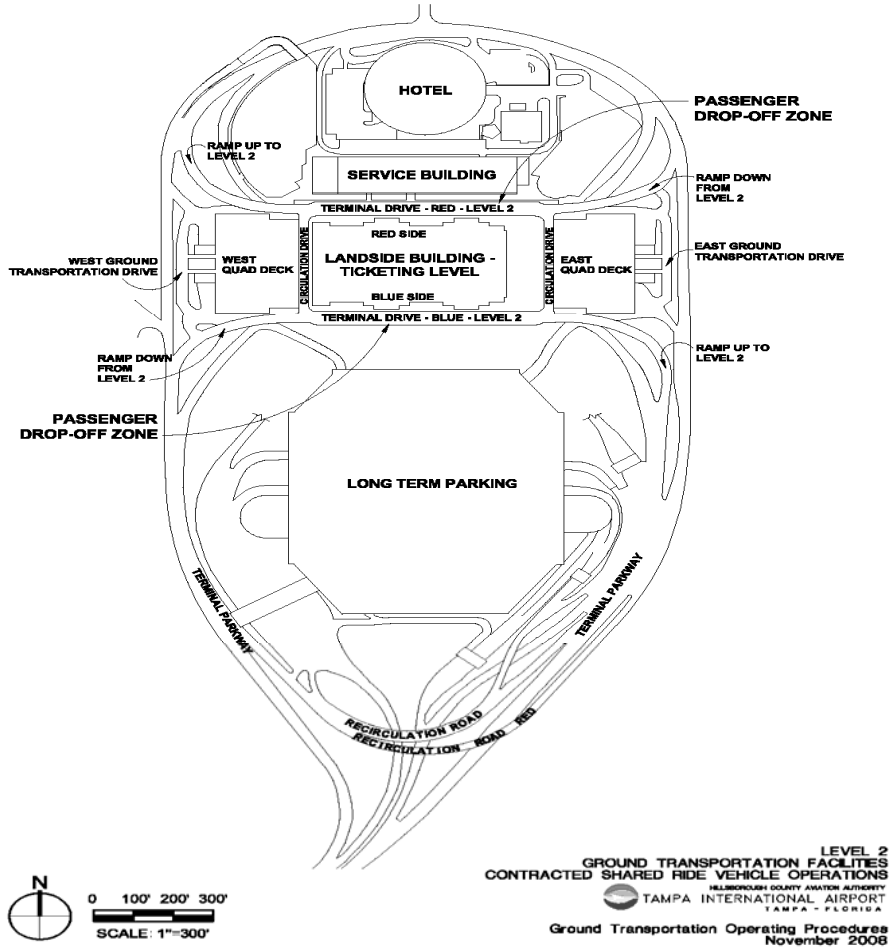 HOTEL
PASSENGER
DROP-OFF ZONE
RAMP UP TO
LEVEL 2
SERVICE BUILDING
RAMP DOWN
FROM
LEVEL 2
TERMINAL DRIVE - RED - LEVEL 2
RED SIDE
CIRCULATION DRIVE
CIRCULATION DRIVE
WEST GROUND
TRANSPORTATION DRIVE
WEST
QUAD DECK
LANDSIDE BUILDING -
TICKETING LEVEL
EAST
QUAD DECK
EAST GROUND
TRANSPORTATION DRIVE
BLUE SIDE
TERMINAL DRIVE - BLUE - LEVEL 2
RAMP DOWN
FROM
LEVEL 2
RAMP UP TO
LEVEL 2
PASSENGER
DROP-OFF ZONE
LONG TERM PARKING
TERMINAL PARKWAY
TERMINAL PARKWAY
RECIRCULATION ROAD
RECIRCULATION ROAD RED
N
0 100' 200' 300'
SCALE: 1"=300'
LEVEL 2
GROUND TRANSPORTATION FACILITIES
CONTRACTED SHARED RIDE VEHICLE OPERATIONS
HILLSBOROUGH COUNTY AVIATION AUTHORITY
TAMPA INTERNATIONAL AIRPORT
TAMPA - FLORIDA
Ground Transportation Operating Procedures
November 2008